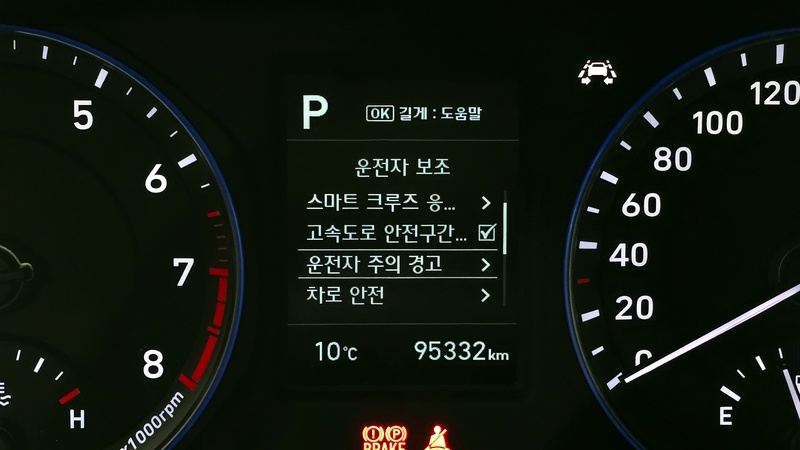 P
OK 길게 : 도움말
운전자 보조
스마트 크루즈 응...
고속도로 안전구간...
운전자 주의 경고
차로 안전
10℃ 95332km
5
6
7
8
x1000rpm
H
120
100
80
60
40
20
0
E
P
BRAKE